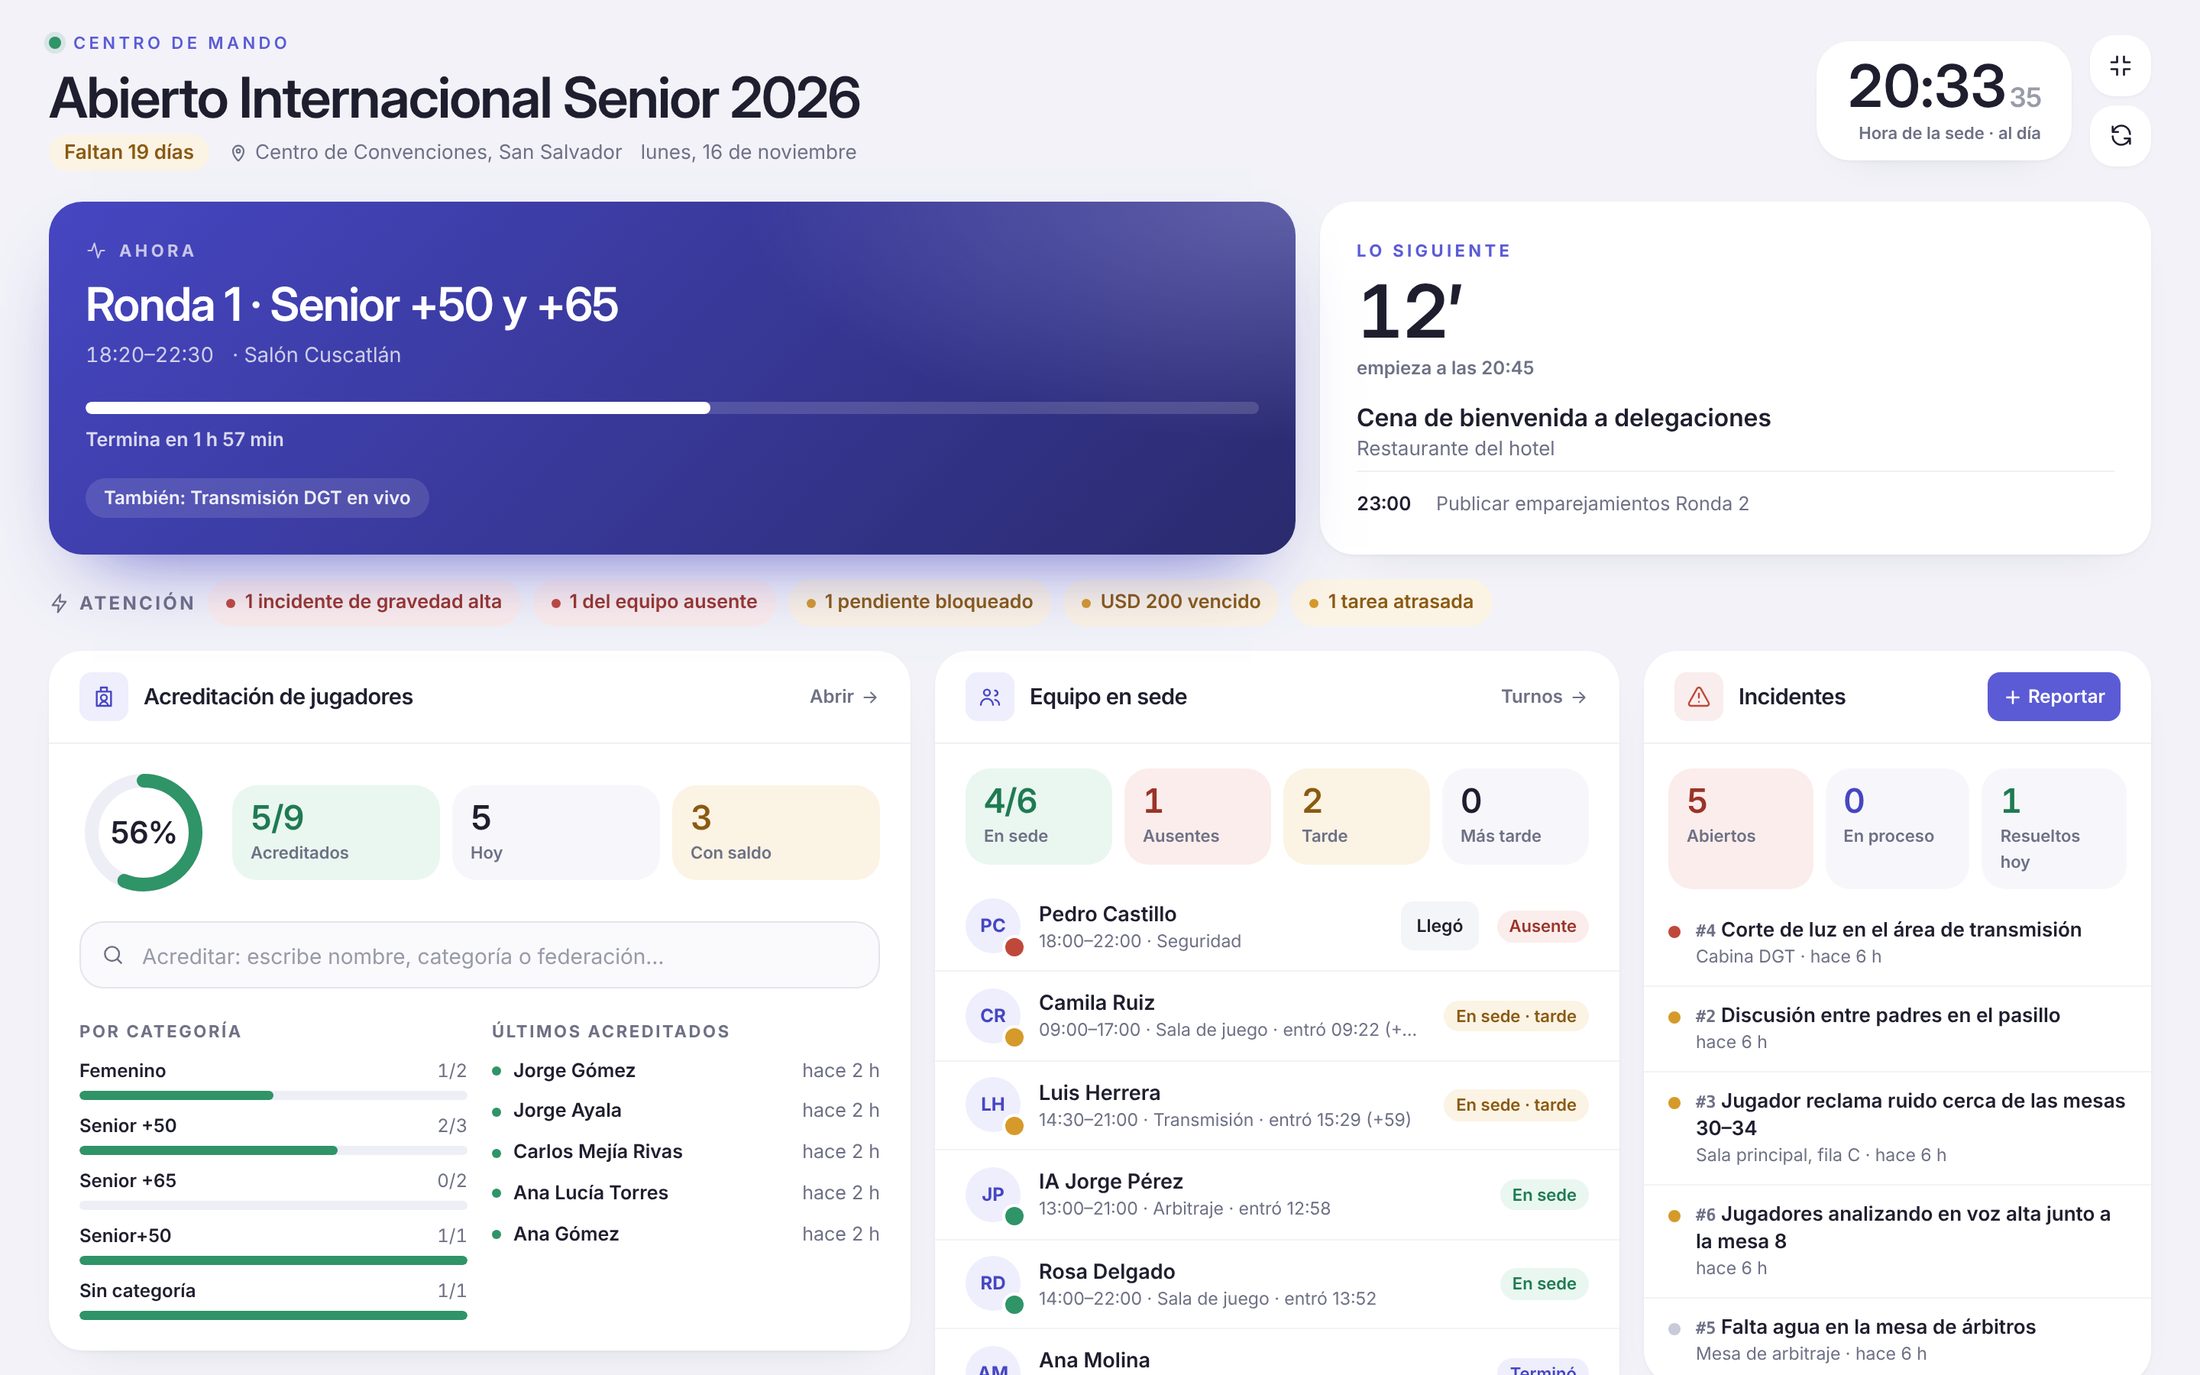 CENTRO DE MANDO
Abierto Internacional Senior 2026
Faltan 19 días
Centro de Convenciones, San Salvador lunes, 16 de noviembre
20:33 35
Hora de la sede · al día
AHORA
Ronda 1 · Senior +50 y +65
18:20–22:30 · Salón Cuscatlán
Termina en 1 h 57 min
También: Transmisión DGT en vivo
LO SIGUIENTE
12′
empieza a las 20:45
Cena de bienvenida a delegaciones
Restaurante del hotel
23:00 Publicar emparejamientos Ronda 2
ATENCIÓN
1 incidente de gravedad alta
1 del equipo ausente
1 pendiente bloqueado
USD 200 vencido
1 tarea atrasada
Acreditación de jugadores
Abrir →
56%
5/9
Acreditados
5
Hoy
3
Con saldo
Acreditar: escribe nombre, categoría o federación...
POR CATEGORÍA
Femenino 1/2
Senior +50 2/3
Senior +65 0/2
Senior+50 1/1
Sin categoría 1/1
ÚLTIMOS ACREDITADOS
Jorge Gómez hace 2 h
Jorge Ayala hace 2 h
Carlos Mejía Rivas hace 2 h
Ana Lucía Torres hace 2 h
Ana Gómez hace 2 h
Equipo en sede
Turnos →
4/6
En sede
1
Ausentes
2
Tarde
0
Más tarde
PC
Pedro Castillo
18:00–22:00 · Seguridad
Llegó
Ausente
CR
Camila Ruiz
09:00–17:00 · Sala de juego · entró 09:22 (+...
En sede · tarde
LH
Luis Herrera
14:30–21:00 · Transmisión · entró 15:29 (+59)
En sede · tarde
JP
IA Jorge Pérez
13:00–21:00 · Arbitraje · entró 12:58
En sede
RD
Rosa Delgado
14:00–22:00 · Sala de juego · entró 13:52
En sede
AM
Ana Molina
Terminó
Incidentes
+ Reportar
5
Abiertos
0
En proceso
1
Resueltos
hoy
#4 Corte de luz en el área de transmisión
Cabina DGT · hace 6 h
#2 Discusión entre padres en el pasillo
hace 6 h
#3 Jugador reclama ruido cerca de las mesas
30–34
Sala principal, fila C · hace 6 h
#6 Jugadores analizando en voz alta junto a
la mesa 8
hace 6 h
#5 Falta agua en la mesa de árbitros
Mesa de arbitraje · hace 6 h